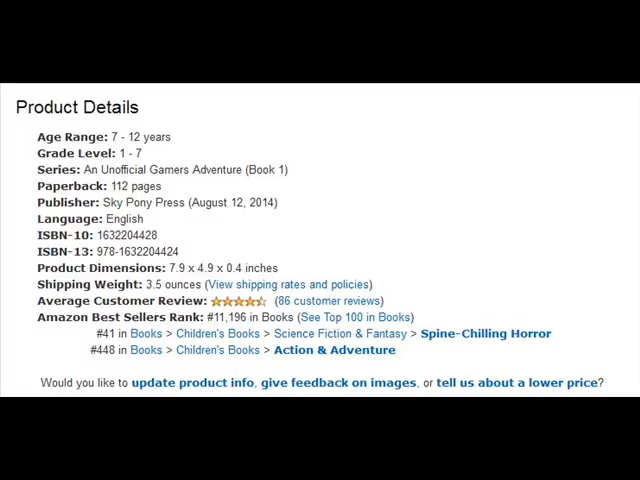 Product Details
Age Range: 7 - 12 years
Grade Level: 1 - 7
Series: An Unofficial Gamers Adventure (Book 1)
Paperback: 112 pages
Publisher: Sky Pony Press (August 12, 2014)
Language: English
ISBN-10: 1632204428
ISBN-13: 978-1632204424
Product Dimensions: 7.9 x 4.9 x 0.4 inches
Shipping Weight: 3.5 ounces (View shipping rates and policies)
Average Customer Review: (86 customer reviews)
Amazon Best Sellers Rank: #11,196 in Books (See Top 100 in Books)
#41 in Books > Children's Books > Science Fiction & Fantasy > Spine-Chilling Horror
#448 in Books > Children's Books > Action & Adventure
Would you like to update product info, give feedback on images, or tell us about a lower price?